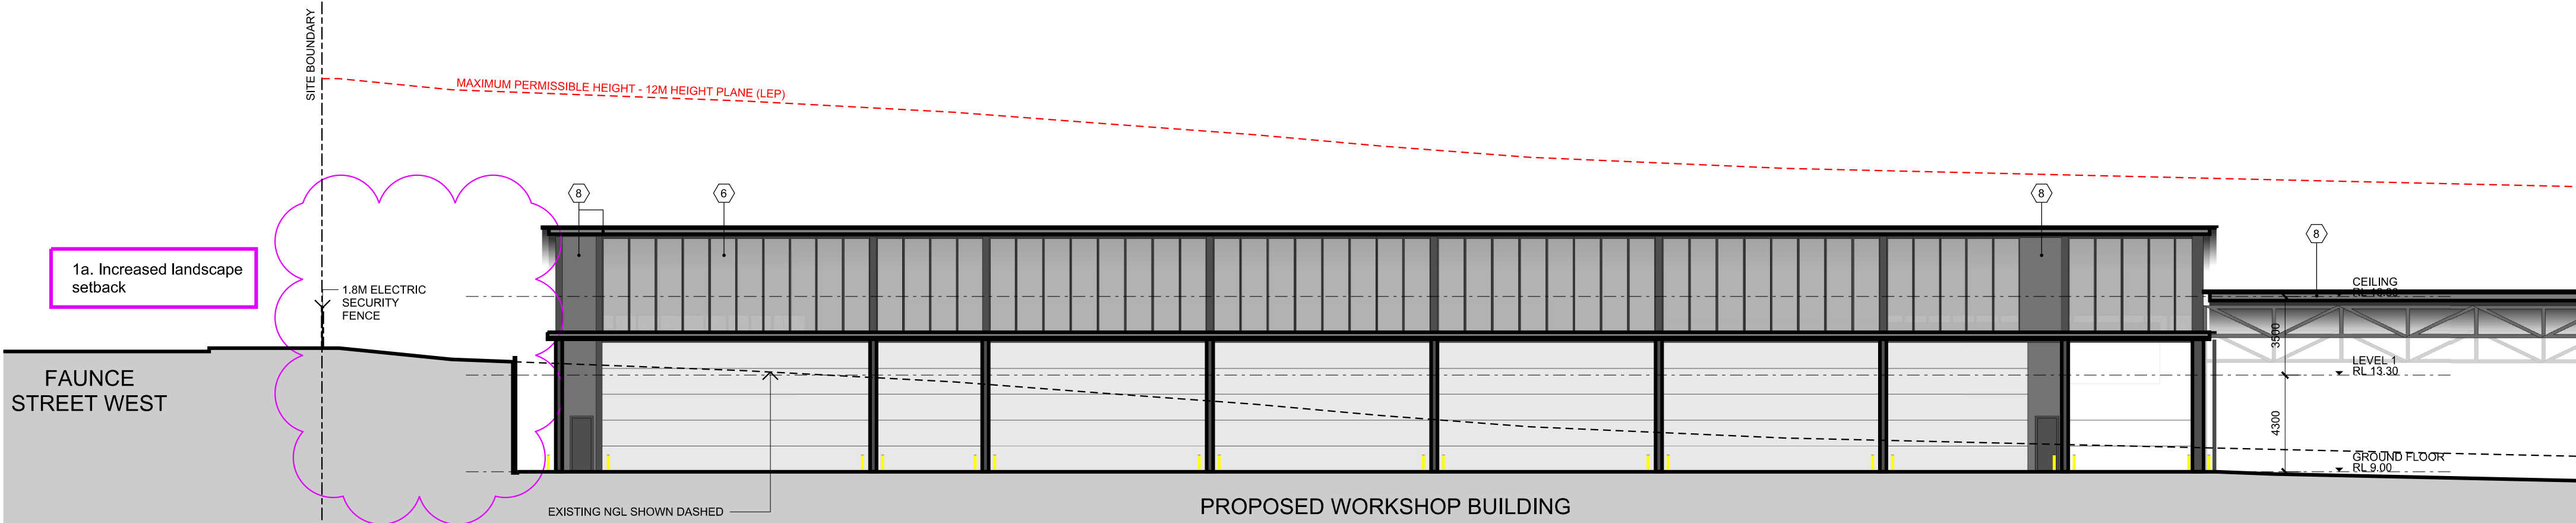 SITE BOUNDARY
MAXIMUM PERMISSIBLE HEIGHT - 12M HEIGHT PLANE (LEP)
8
6
8
8
1a. Increased landscape
setback
1.8M ELECTRIC
SECURITY
FENCE
CEILING
3500
LEVEL 1
RL 13.30
FAUNCE
STREET WEST
4300
GROUND FLOOR
RL 9.00
EXISTING NGL SHOWN DASHED
PROPOSED WORKSHOP BUILDING